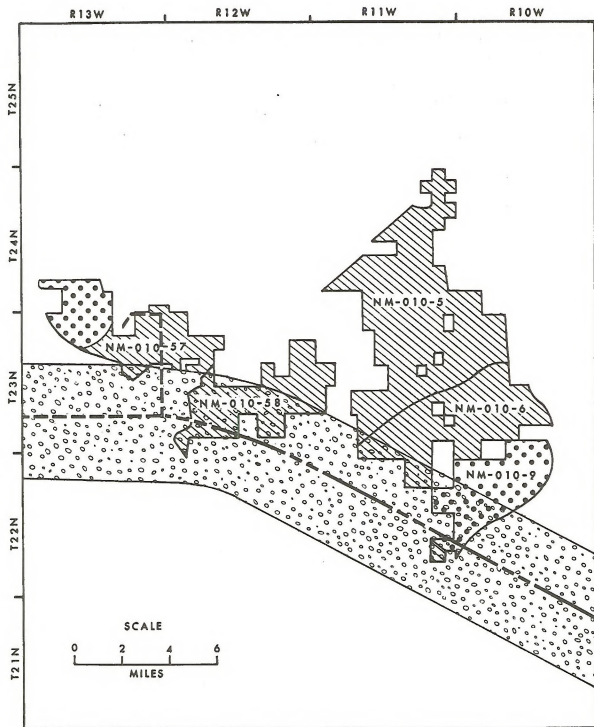 R13W R12W R11W R10W
T25N
T24N
T23N
T22N
T21N
NM-010-5
NM-010-57
NM-010-58
NM-010-6
NM-010-9
SCALE
0 2 4 6
MILES